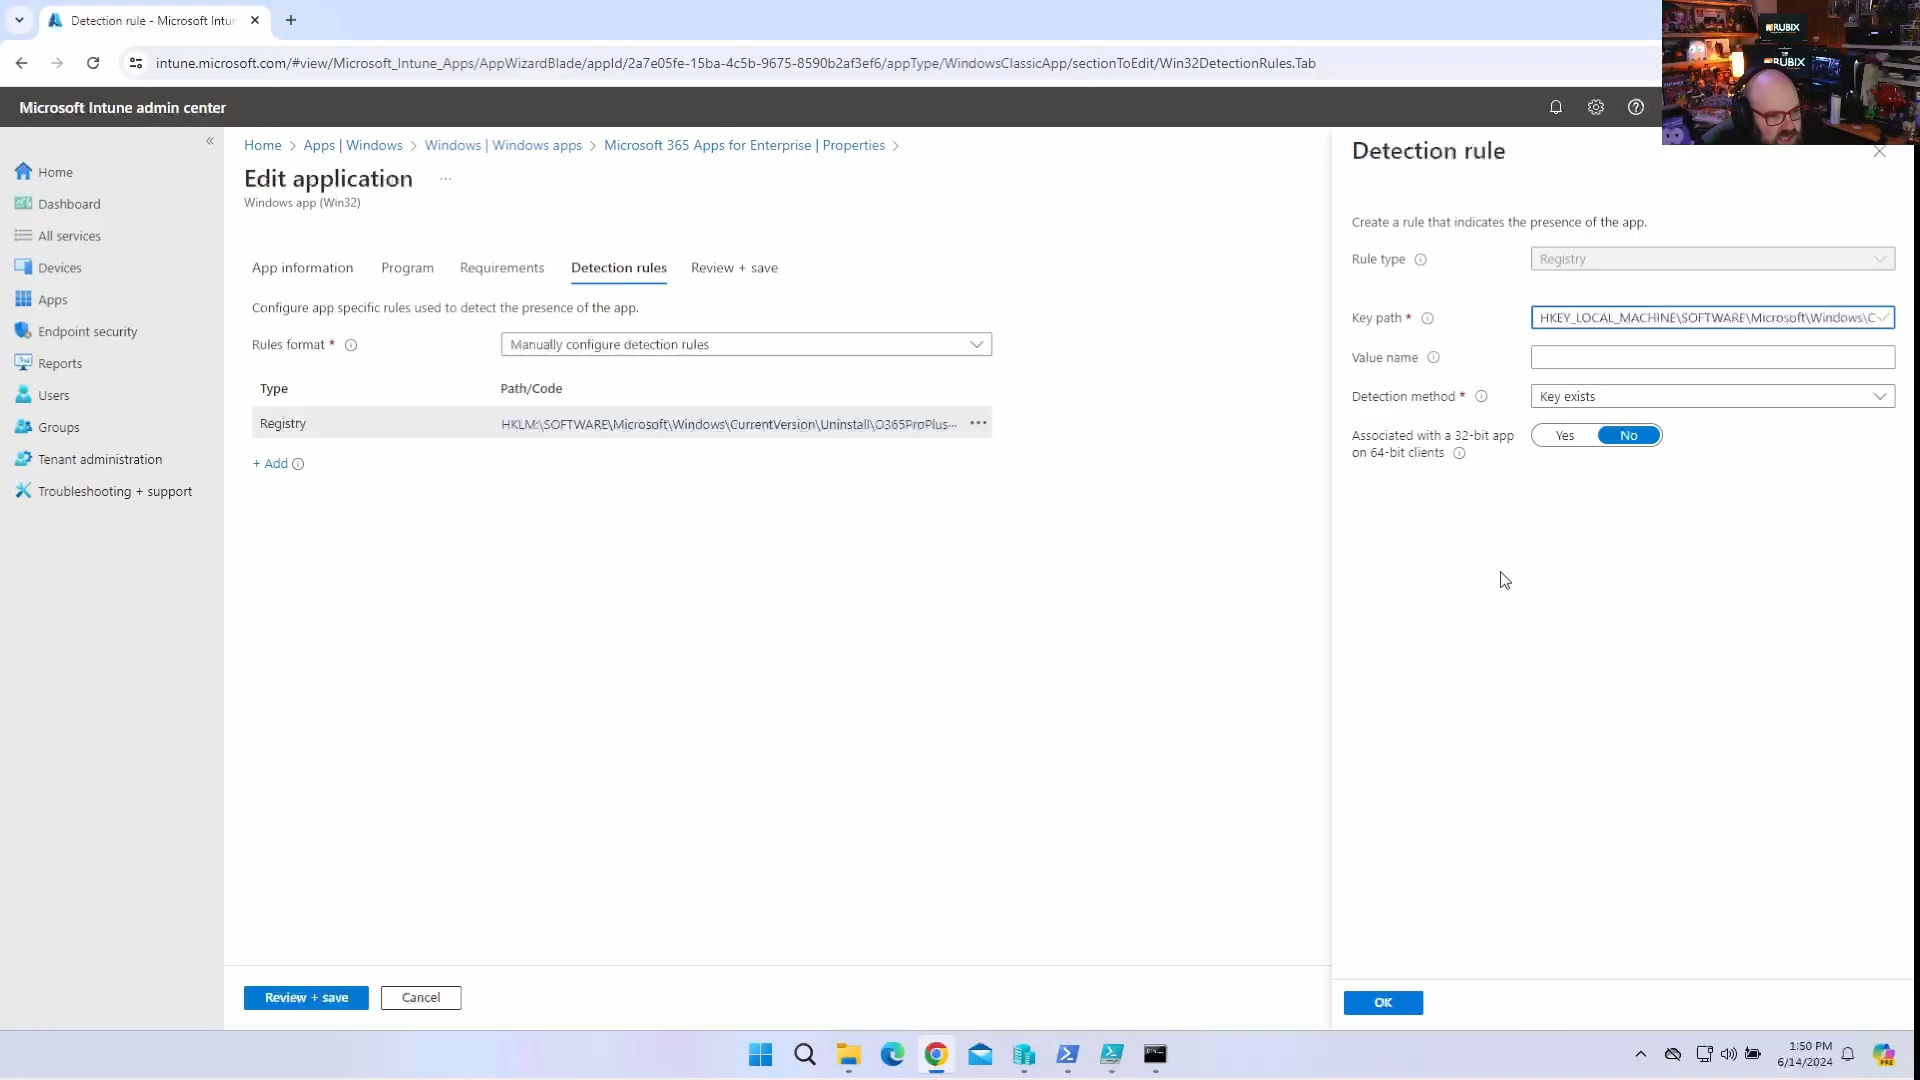 Detection rule - Microsoft Intun
intune.microsoft.com/#view/Microsoft_Intune_Apps/AppWizardBlade/appId/2a7e05fe-15ba-4c5b-9675-8590b2af3ef6/appType/WindowsClassicApp/sectionToEdit/Win32DetectionRules.Tab
RUBIX
RUBIX
Microsoft Intune admin center
Home
Dashboard
All services
Devices
Apps
Endpoint security
Reports
Users
Groups
Tenant administration
Troubleshooting + support
Home > Apps | Windows > Windows | Windows apps > Microsoft 365 Apps for Enterprise | Properties >
Edit application ...
Windows app (Win32)
App information Program Requirements Detection rules Review + save
Configure app specific rules used to detect the presence of the app.
Rules format * Manually configure detection rules
Type Path/Code
Registry HKLM:\SOFTWARE\Microsoft\Windows\CurrentVersion\Uninstall\O365ProPlus...
+ Add
Review + save Cancel
Detection rule
Create a rule that indicates the presence of the app.
Rule type Registry
Key path * HKEY_LOCAL_MACHINE\SOFTWARE\Microsoft\Windows\C
Value name
Detection method * Key exists
Associated with a 32-bit app
on 64-bit clients
Yes No
OK
1:50 PM
6/14/2024
PRE